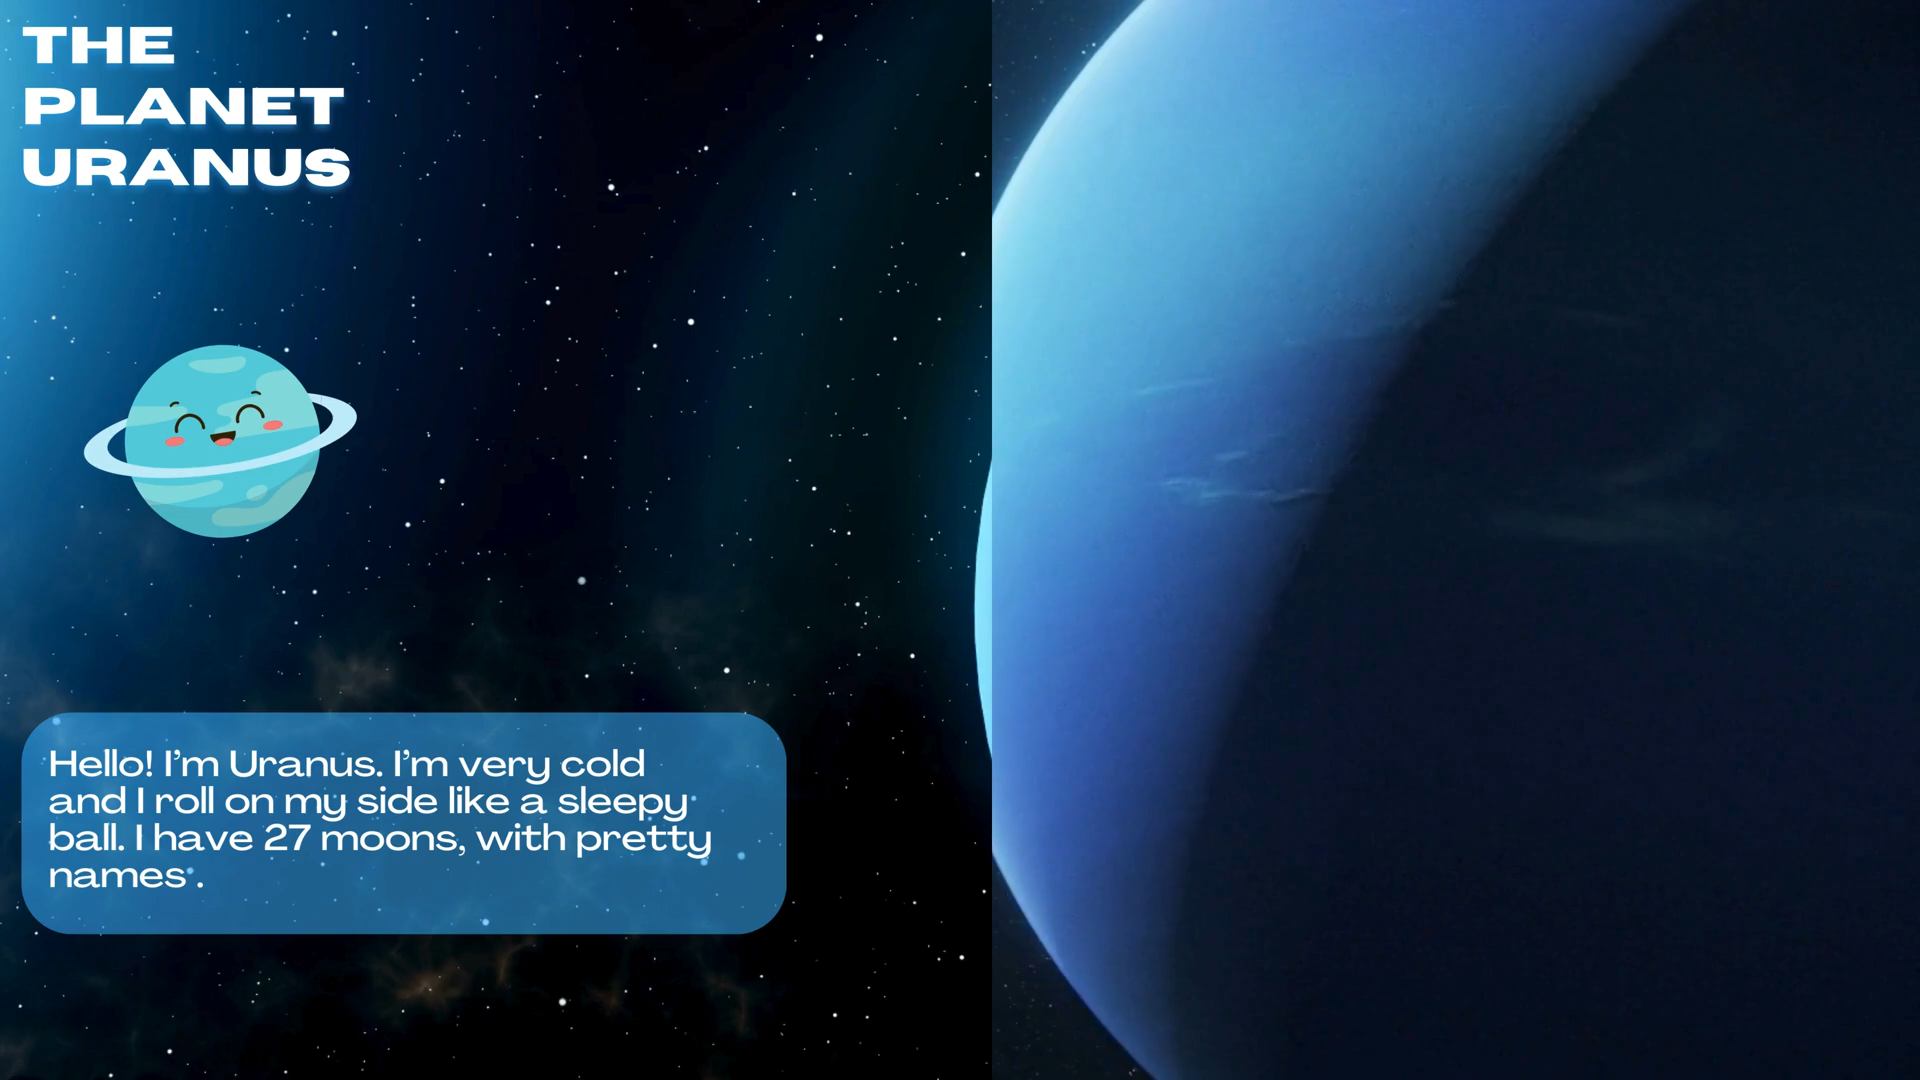 THE
PLANET
URANUS
Hello! I'm Uranus. I'm very cold
and I roll on my side like a sleepy
ball. I have 27 moons, with pretty
names .